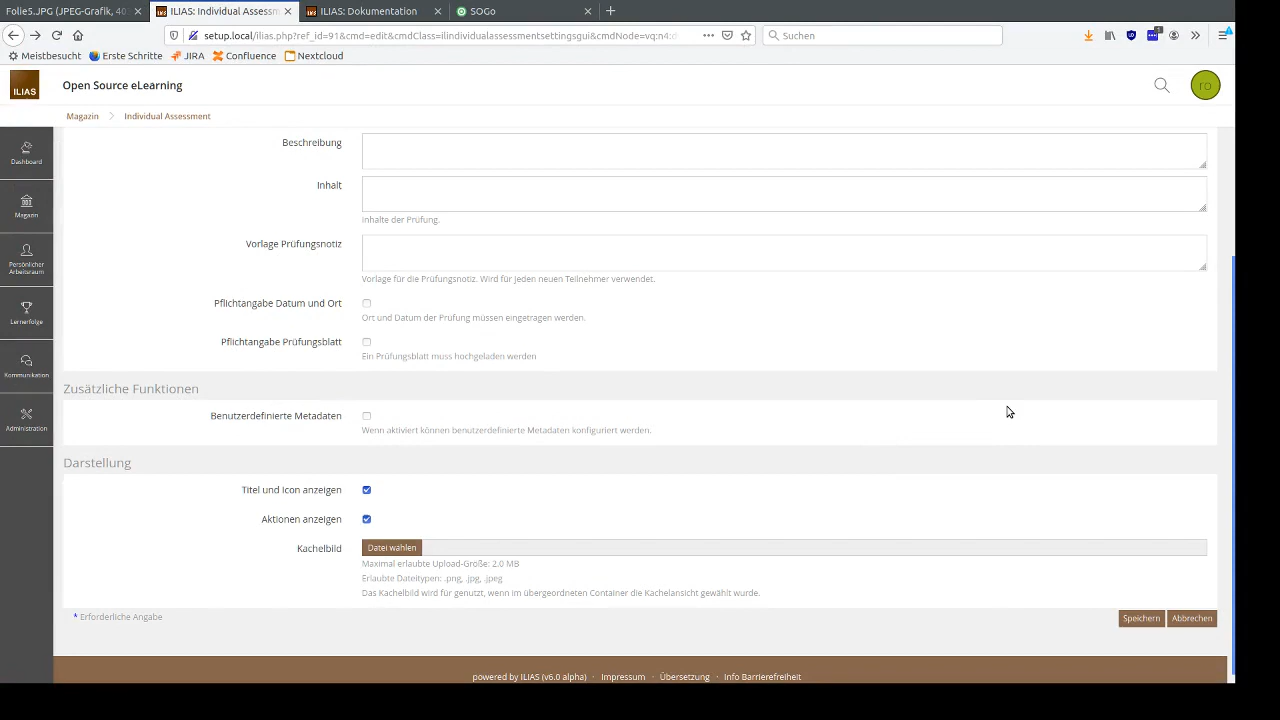 Folie5.JPG (JPEG-Grafik, 40
ILIAS: Individual Assessm
ILIAS: Dokumentation
SOGo
setup.local/ilias.php?ref_id=91&cmd=edit&cmdClass=ilindividualassessmentsettingsgui&cmdNode=vq:n4:
Suchen
Meistbesucht
Erste Schritte
JIRA
Confluence
Nextcloud
ILIAS
Open Source eLearning
ro
Magazin
Individual Assessment
Dashboard
Magazin
Persönlicher
Arbeitsraum
Lernerfolge
Kommunikation
Administration
Beschreibung
Inhalt
Inhalte der Prüfung.
Vorlage Prüfungsnotiz
Vorlage für die Prüfungsnotiz. Wird für jeden neuen Teilnehmer verwendet.
Pflichtangabe Datum und Ort
Ort und Datum der Prüfung müssen eingetragen werden.
Pflichtangabe Prüfungsblatt
Ein Prüfungsblatt muss hochgeladen werden
Zusätzliche Funktionen
Benutzerdefinierte Metadaten
Wenn aktiviert können benutzerdefinierte Metadaten konfiguriert werden.
Darstellung
Titel und Icon anzeigen
Aktionen anzeigen
Kachelbild
Datei wählen
Maximal erlaubte Upload-Größe: 2.0 MB
Erlaubte Dateitypen: .png, .jpg, .jpeg
Das Kachelbild wird für genutzt, wenn im übergeordneten Container die Kachelansicht gewählt wurde.
* Erforderliche Angabe
Speichern
Abbrechen
powered by ILIAS (v6.0 alpha) · Impressum · Übersetzung · Info Barrierefreiheit